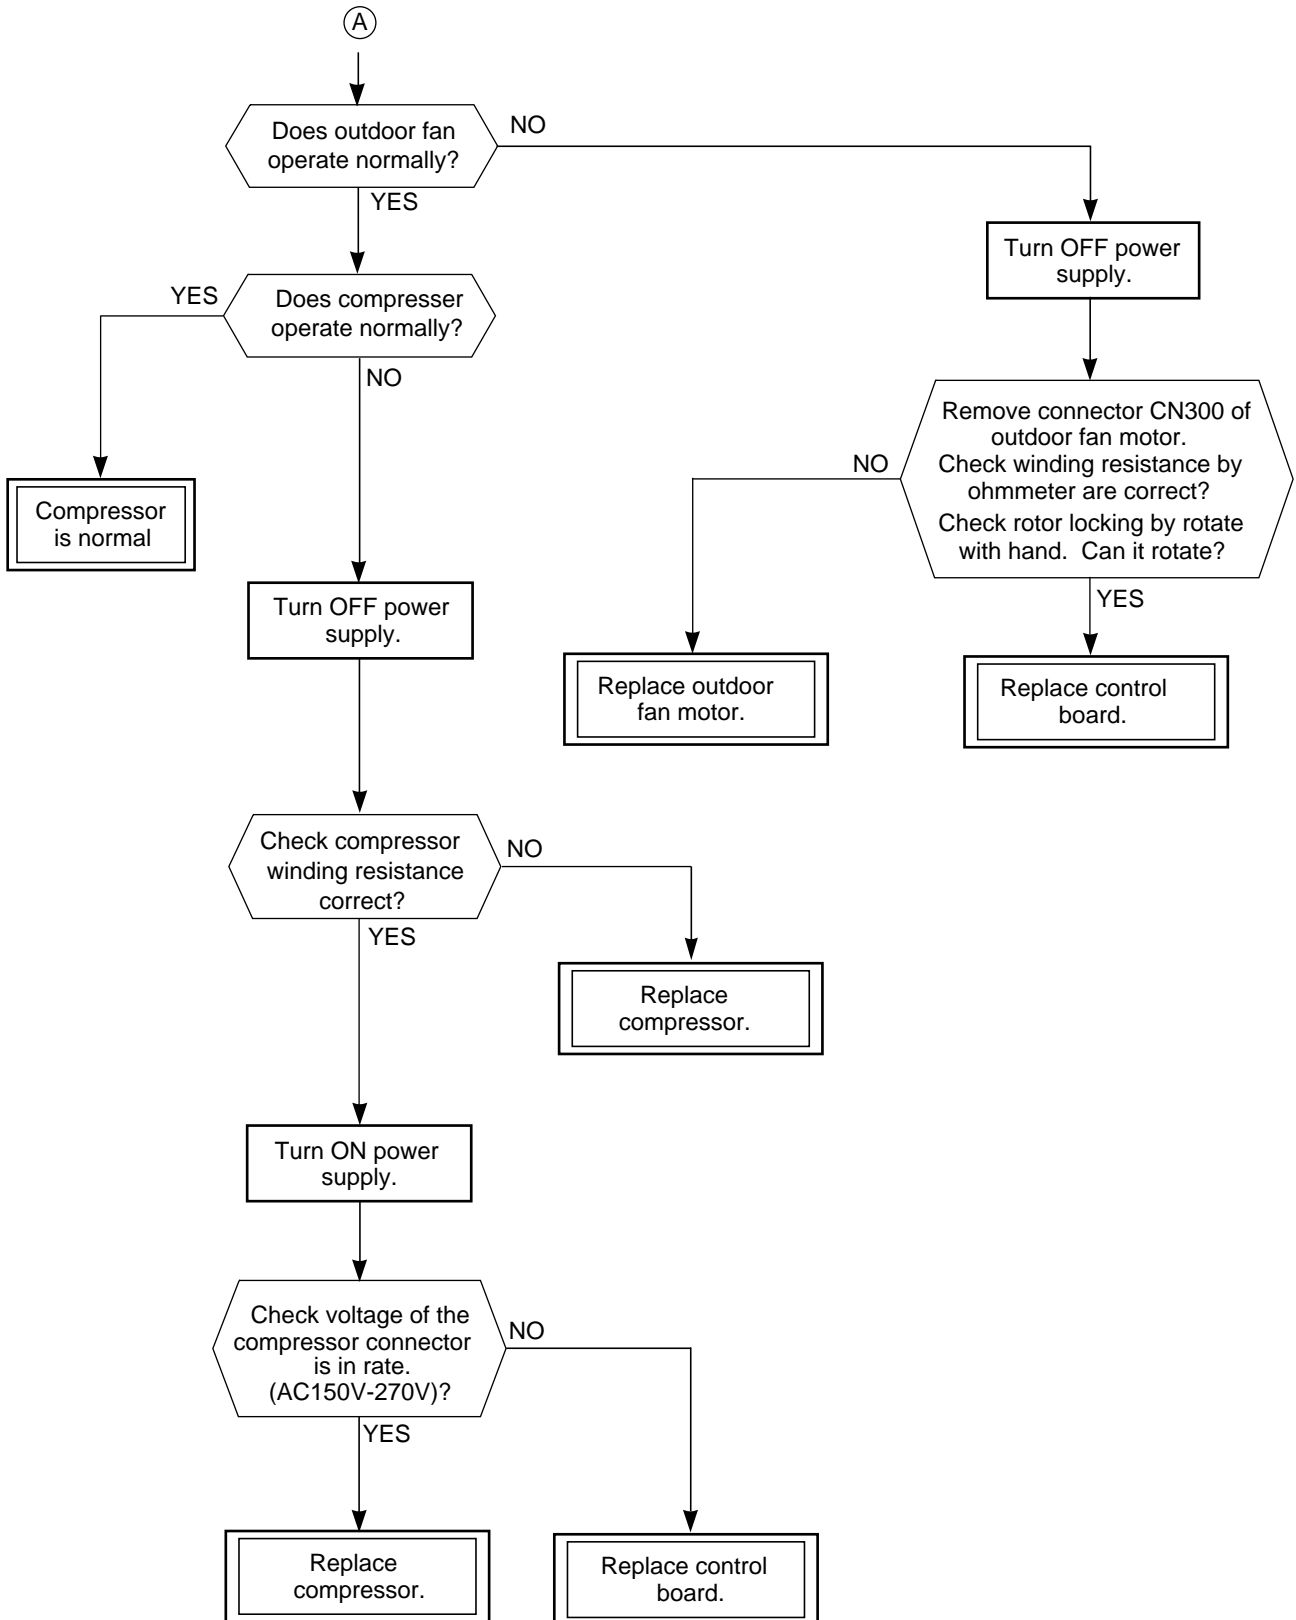 A
Does outdoor fan
operate normally?
NO
YES
Turn OFF power
supply.
Does compresser
operate normally?
YES
NO
Remove connector CN300 of
outdoor fan motor.
Check winding resistance by
ohmmeter are correct?
Check rotor locking by rotate
with hand. Can it rotate?
NO
YES
Compressor
is normal
Turn OFF power
supply.
Replace outdoor
fan motor.
Replace control
board.
Check compressor
winding resistance
correct?
NO
YES
Replace
compressor.
Turn ON power
supply.
Check voltage of the
compressor connector
is in rate.
(AC150V-270V)?
NO
YES
Replace
compressor.
Replace control
board.